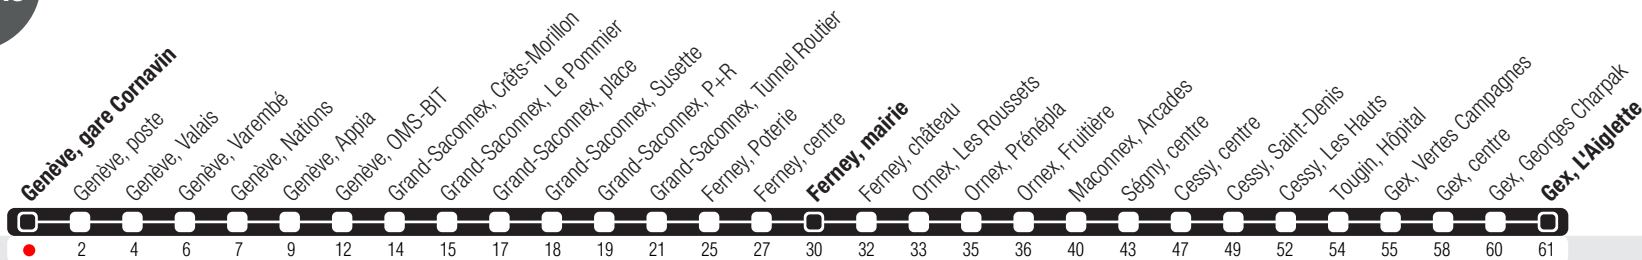 Genève, gare Cornavin
Genève, poste
Genève, Valais
Genève, Varembé
Genève, Nations
Genève, Appia
Genève, OMS-BIT
Grand-Saconnex, Crêts-Morillon
Grand-Saconnex, Le Pommier
Grand-Saconnex, place
Grand-Saconnex, Susette
Grand-Saconnex, P+R
Grand-Saconnex, Tunnel Routier
Ferney, Poterie
Ferney, centre
Ferney, mairie
Ferney, château
Ornex, Les Roussets
Ornex, Prénépla
Ornex, Fruitière
Maconnex, Arcades
Ségny, centre
Cessy, centre
Cessy, Saint-Denis
Cessy, Les Hauts
Tougin, Hôpital
Gex, Vertes Campagnes
Gex, centre
Gex, Georges Charpak
Gex, L'Aiglette
2 4 6 7 9 12 14 15 17 18 19 21 25 27 30 32 33 35 36 40 43 47 49 52 54 55 58 60 61